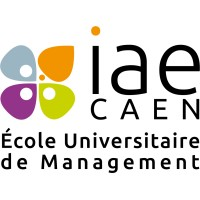 iae
CAEN
École Universitaire
de Management